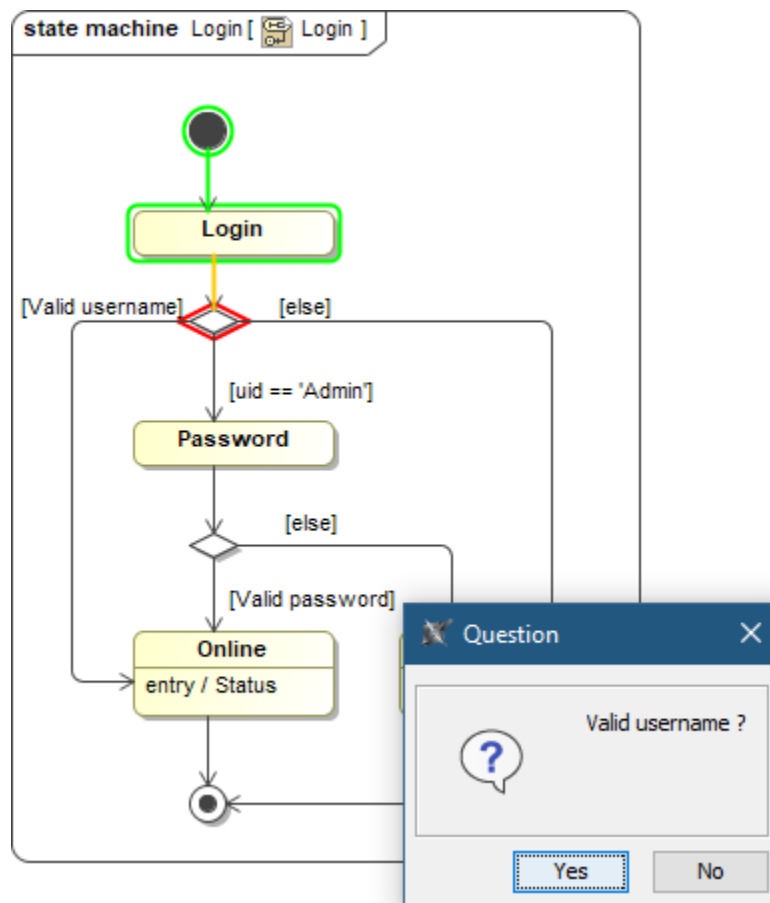 state machine Login [ Login ]
Login
[Valid username]
[else]
[uid == 'Admin']
Password
[else]
[Valid password]
Online
entry / Status
Question
Valid username ?
Yes
No